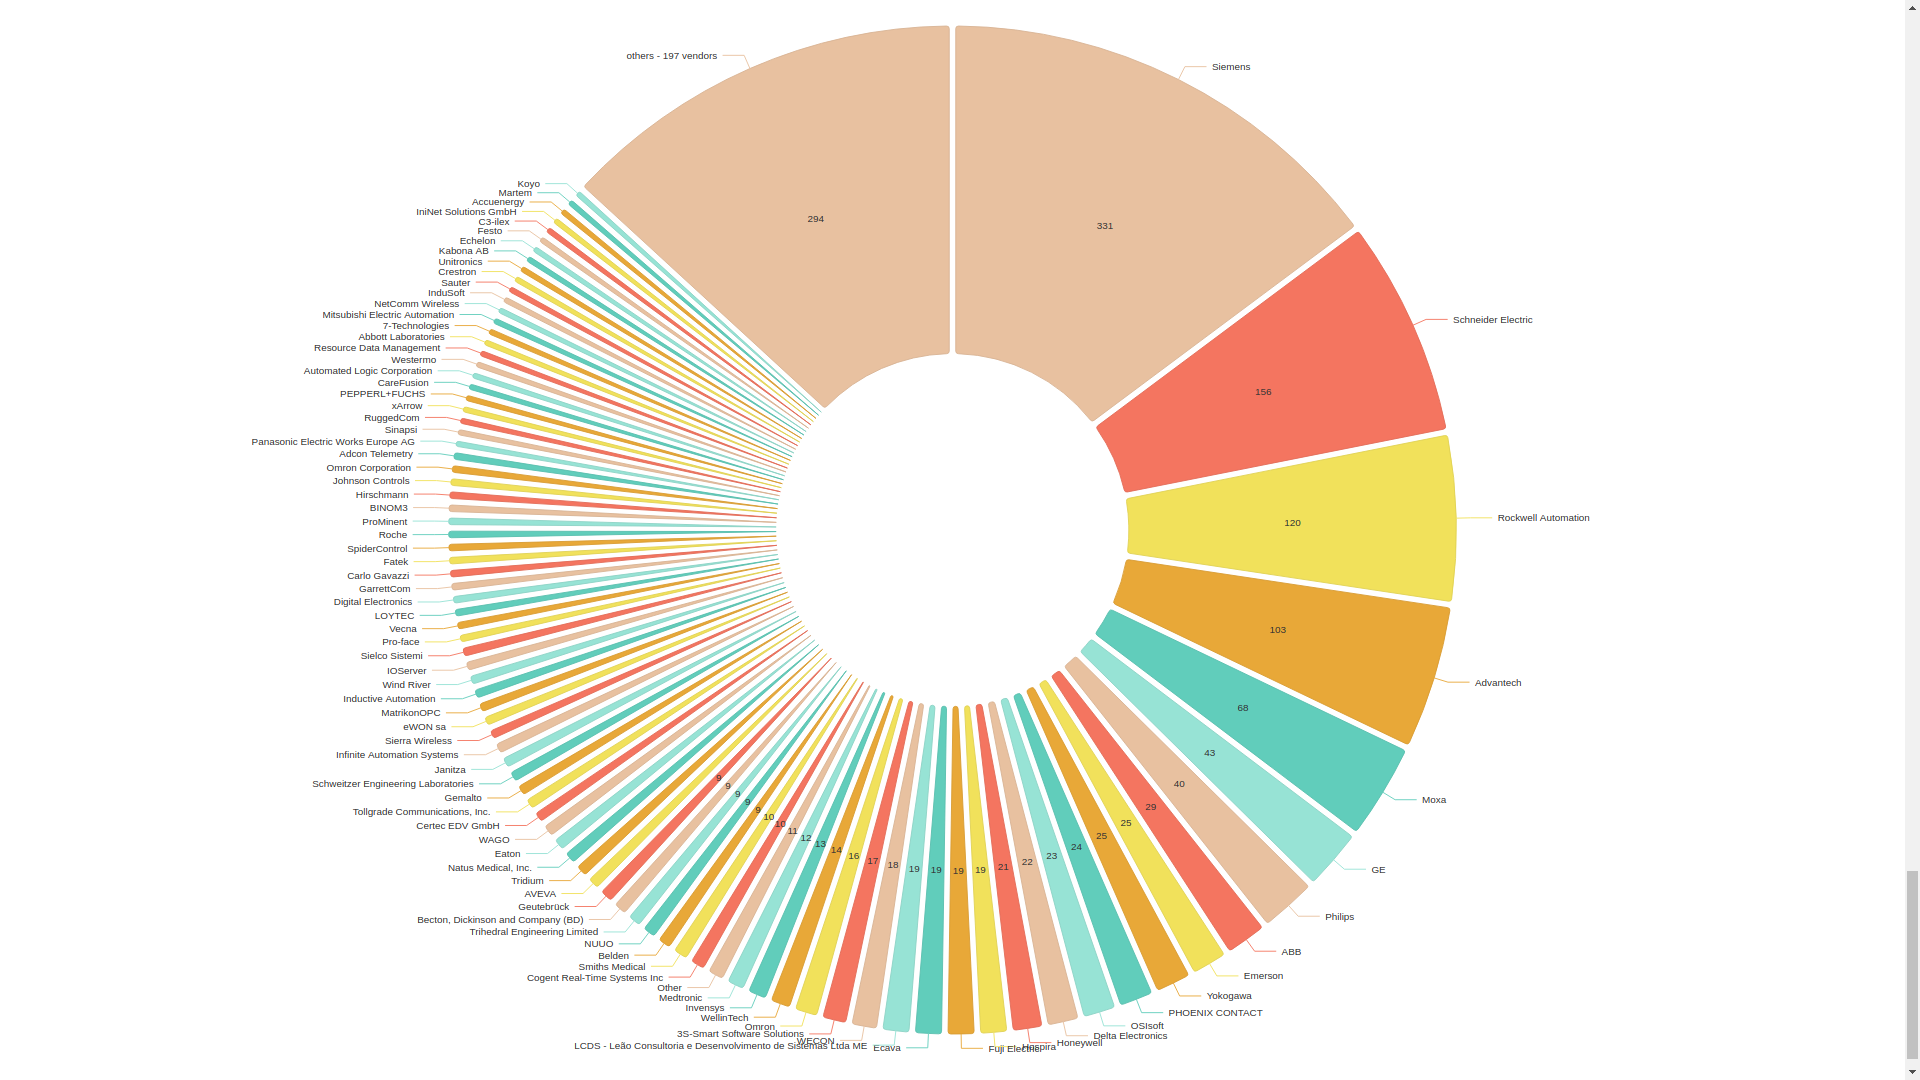 others - 197 vendors
Siemens
Koyo
Martem
Accuenergy
IniNet Solutions GmbH
C3-ilex
Festo
Echelon
Kabona AB
Unitronics
Crestron
Sauter
InduSoft
NetComm Wireless
Mitsubishi Electric Automation
7-Technologies
Abbott Laboratories
Resource Data Management
Westermo
Automated Logic Corporation
CareFusion
PEPPERL+FUCHS
xArrow
RuggedCom
Sinapsi
Panasonic Electric Works Europe AG
Adcon Telemetry
Omron Corporation
Johnson Controls
Hirschmann
BINOM3
ProMinent
Roche
SpiderControl
Fatek
Carlo Gavazzi
GarrettCom
Digital Electronics
LOYTEC
Vecna
Pro-face
Sielco Sistemi
IOServer
Wind River
Inductive Automation
MatrikonOPC
eWON sa
Sierra Wireless
Infinite Automation Systems
Janitza
Schweitzer Engineering Laboratories
Gemalto
Tollgrade Communications, Inc.
Certec EDV GmbH
WAGO
Eaton
Natus Medical, Inc.
Tridium
AVEVA
Geutebrück
Becton, Dickinson and Company (BD)
Trihedral Engineering Limited
NUUO
Belden
Smiths Medical
Cogent Real-Time Systems Inc
Other
Medtronic
Invensys
WellinTech
Omron
3S-Smart Software Solutions
WECON
LCDS - Leão Consultoria e Desenvolvimento de Sistemas Ltda ME
Ecava
Fuji Electric
Hospira
Honeywell
Delta Electronics
OSIsoft
PHOENIX CONTACT
Yokogawa
Emerson
ABB
Philips
GE
Moxa
Advantech
Rockwell Automation
Schneider Electric
294
331
156
120
103
68
43
40
29
25
25
24
23
22
21
19
19
19
19
18
17
16
14
13
12
11
10
10
9
9
9
9
9